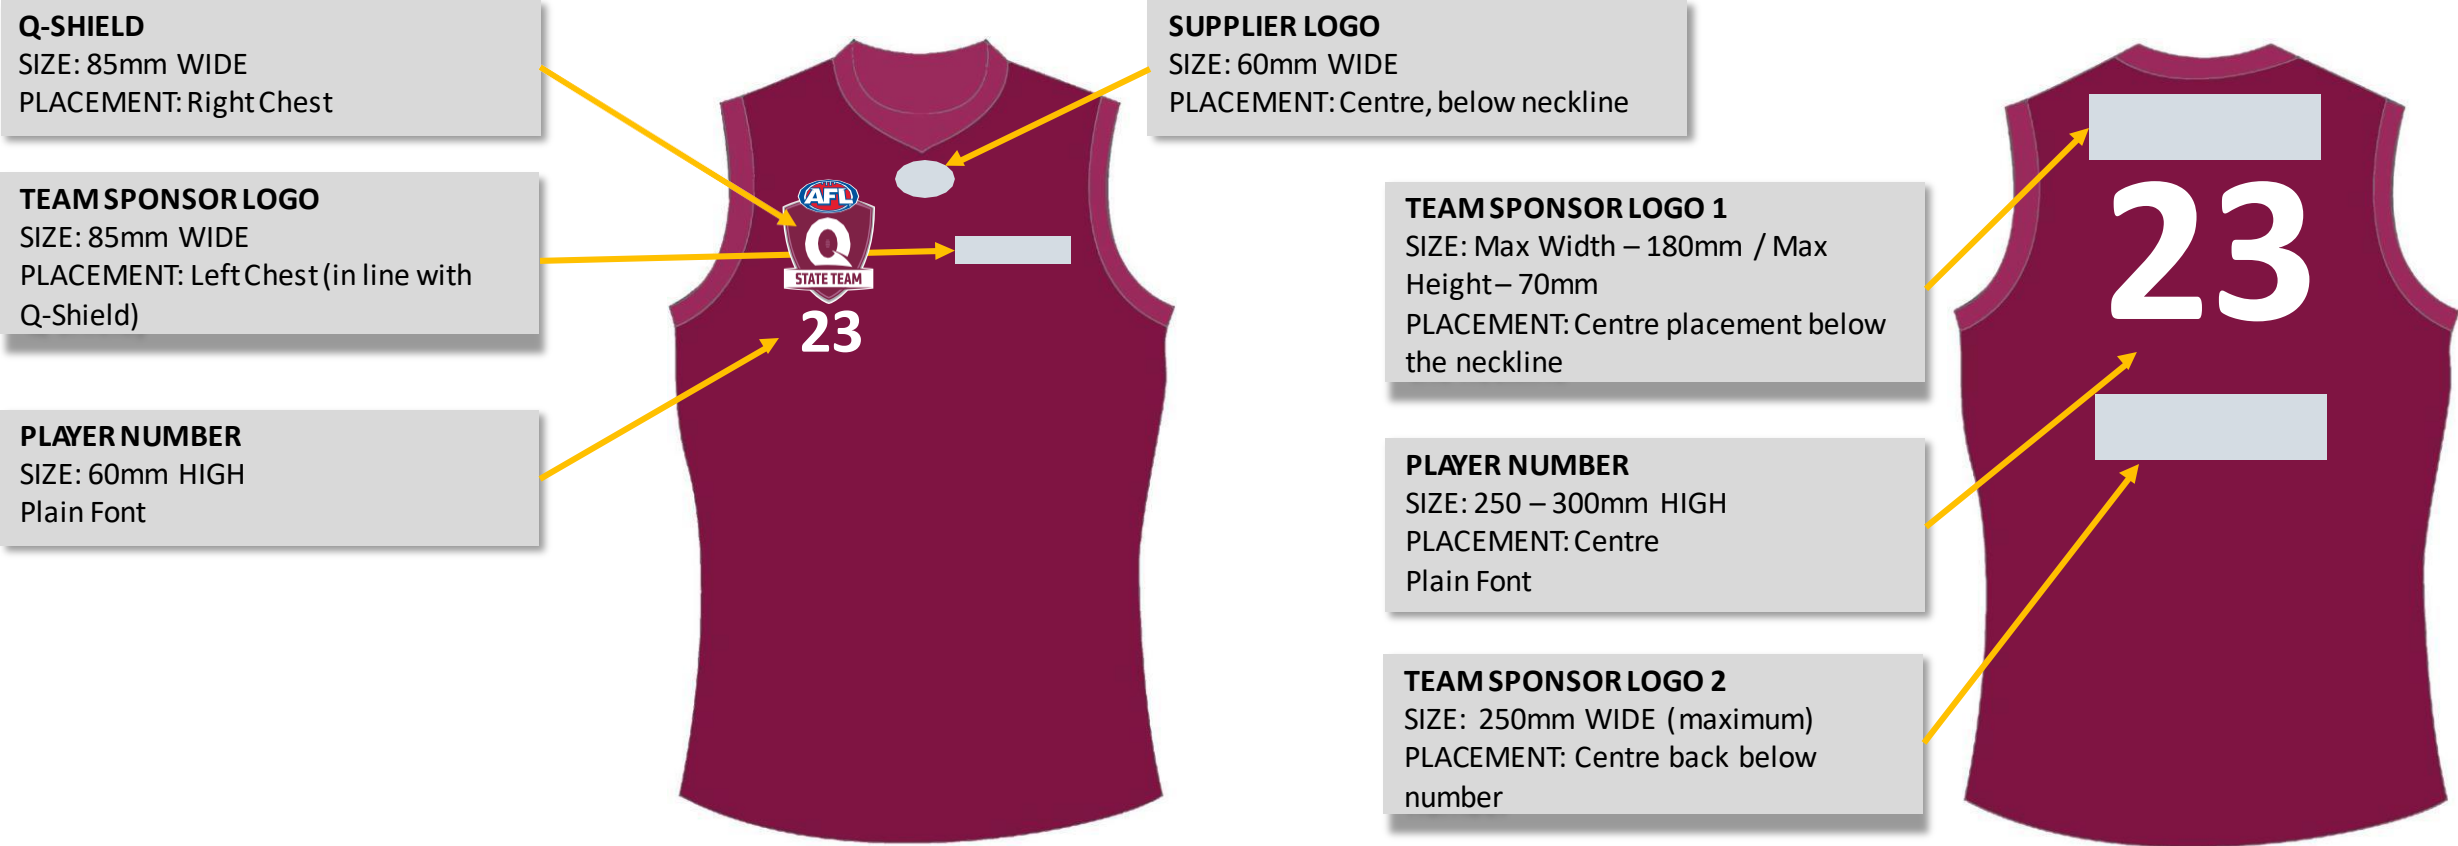 Q-SHIELD
SIZE: 85mm WIDE
PLACEMENT: Right Chest
TEAM SPONSOR LOGO
SIZE: 85mm WIDE
PLACEMENT: Left Chest (in line with
Q-Shield)
PLAYER NUMBER
SIZE: 60mm HIGH
Plain Font
AFL
Q
STATE TEAM
23
SUPPLIER LOGO
SIZE: 60mm WIDE
PLACEMENT: Centre, below neckline
TEAM SPONSOR LOGO 1
SIZE: Max Width – 180mm / Max
Height – 70mm
PLACEMENT: Centre placement below
the neckline
PLAYER NUMBER
SIZE: 250 – 300mm HIGH
PLACEMENT: Centre
Plain Font
TEAM SPONSOR LOGO 2
SIZE: 250mm WIDE (maximum)
PLACEMENT: Centre back below
number
23